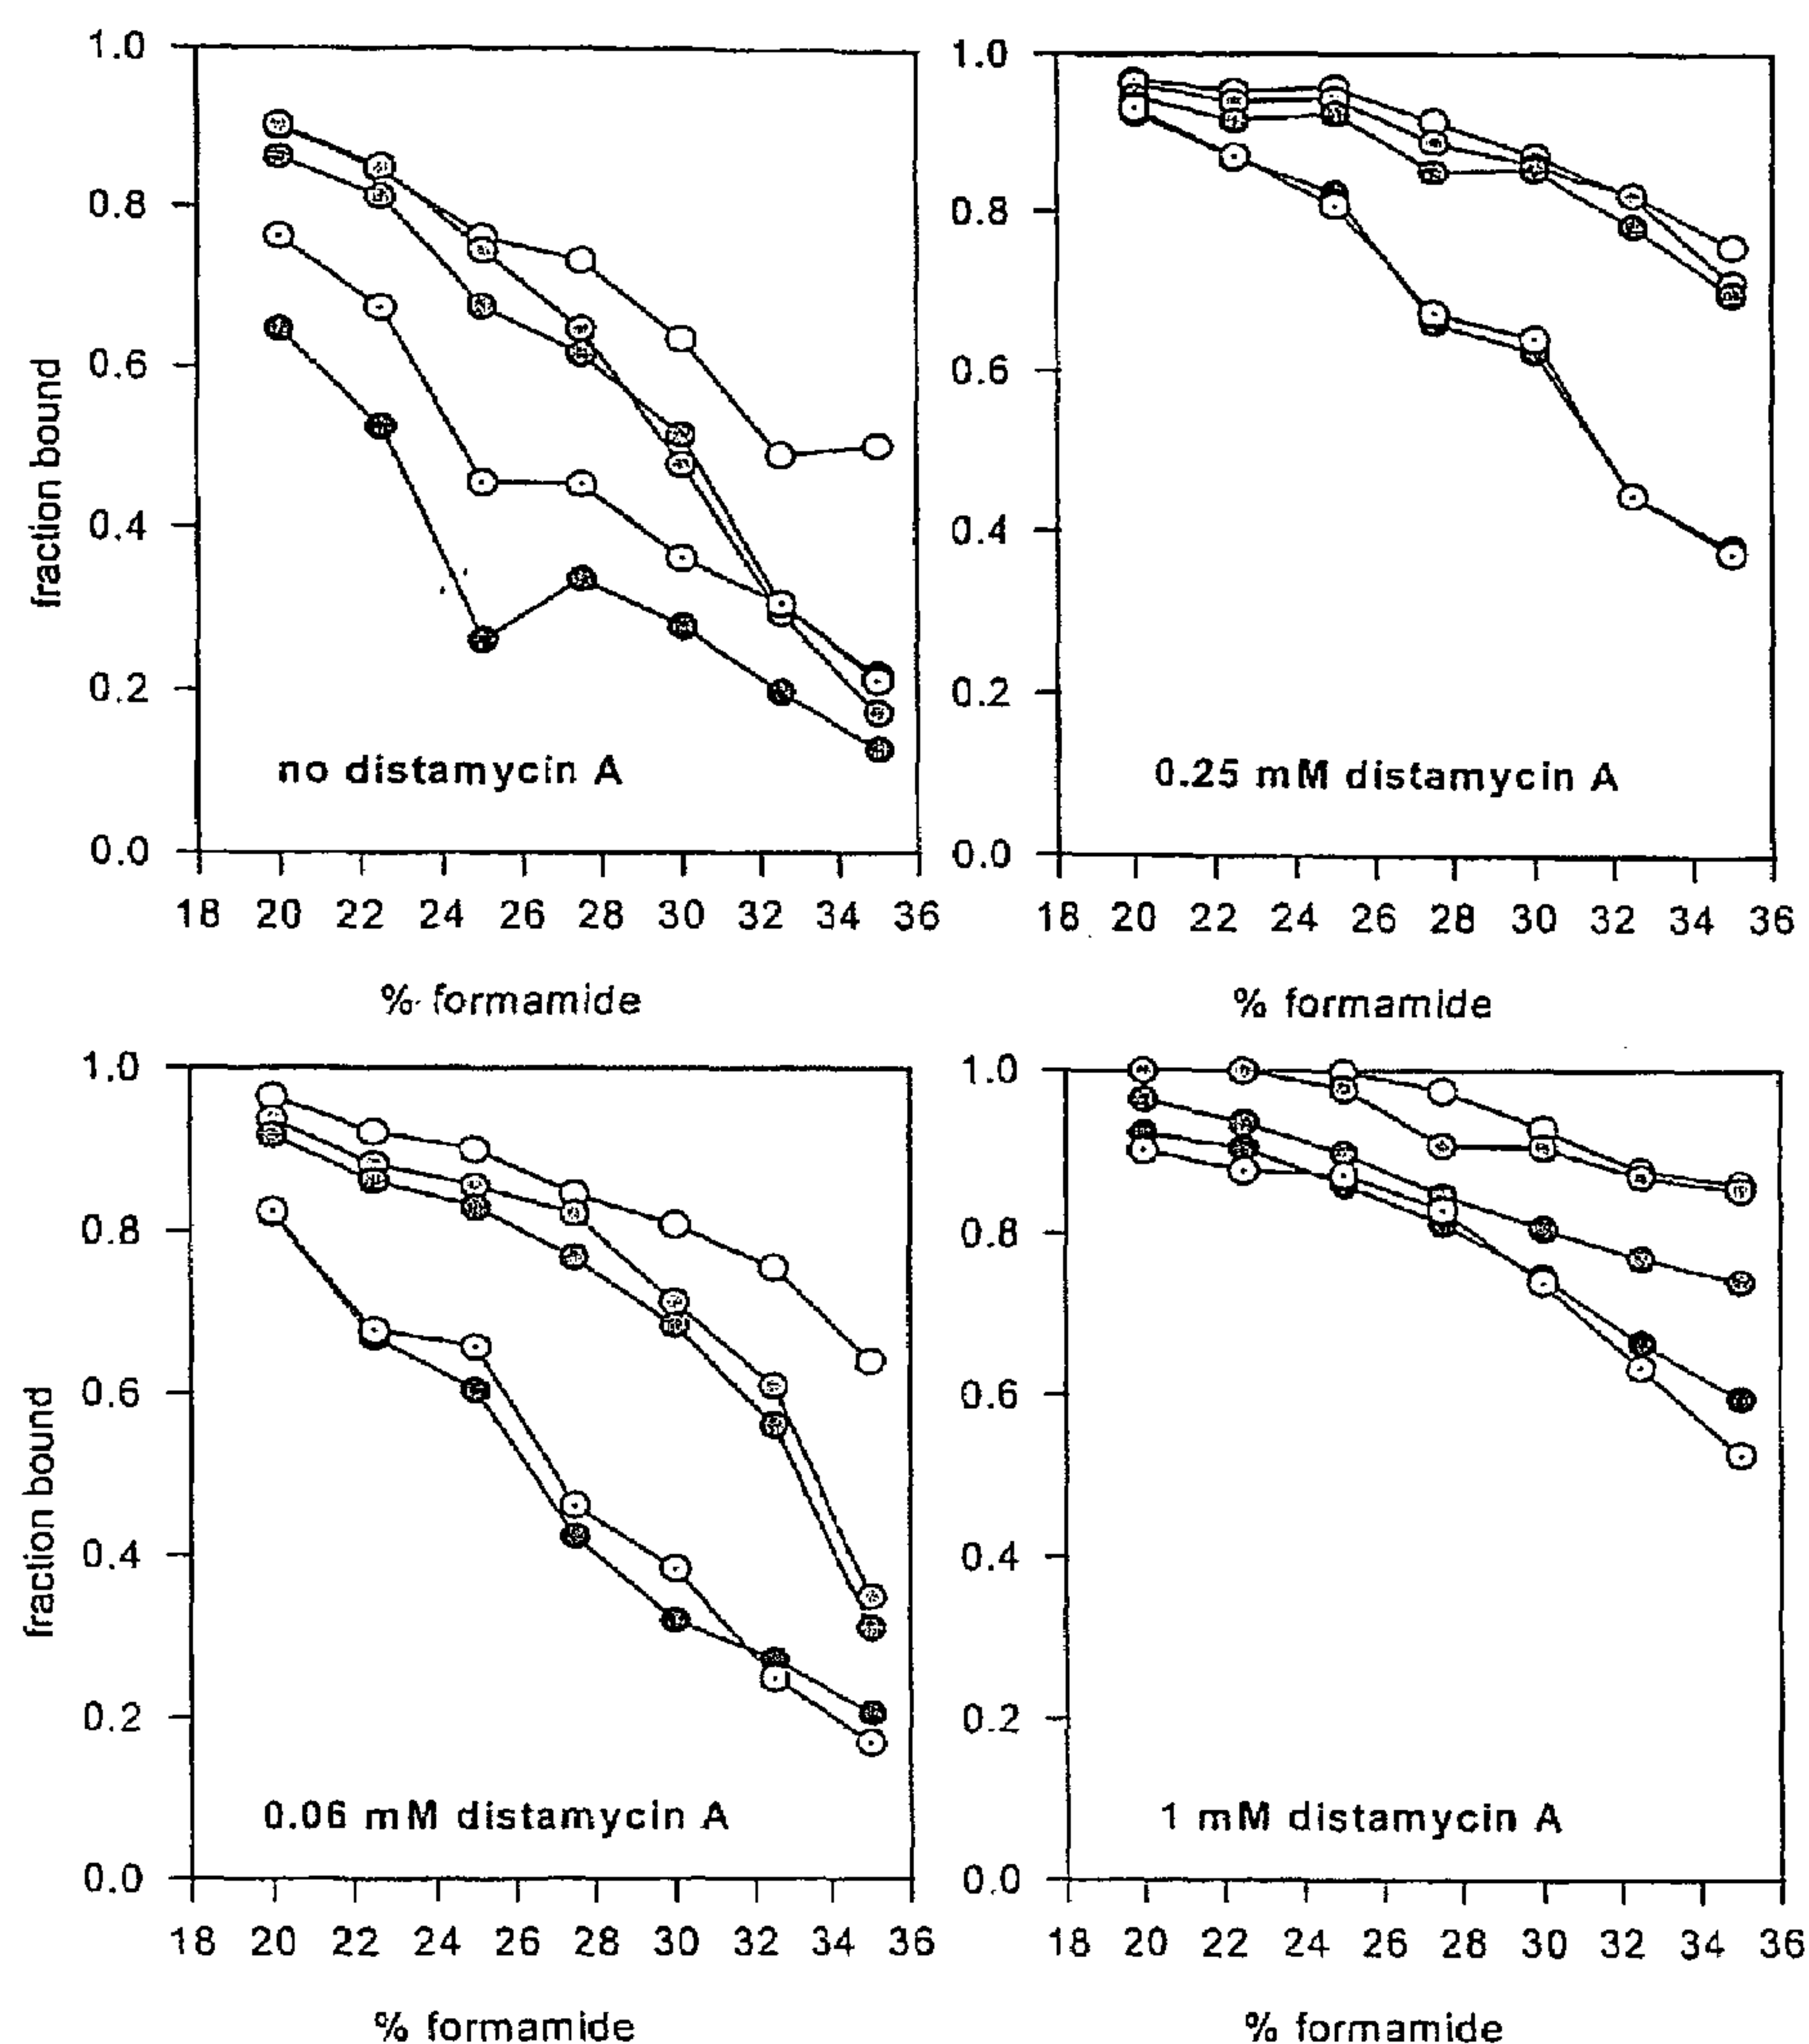 1.0
0.8
0.6
0.4
0.2
0.0
fraction bound
no distamycin A
18 20 22 24 26 28 30 32 34 36
% formamide
1.0
0.8
0.6
0.4
0.2
0.0
0.25 mM distamycin A
18 20 22 24 26 28 30 32 34 36
% formamide
1.0
0.8
0.6
0.4
0.2
0.0
fraction bound
0.06 mM distamycin A
18 20 22 24 26 28 30 32 34 36
% formamide
1.0
0.8
0.6
0.4
0.2
0.0
1 mM distamycin A
18 20 22 24 26 28 30 32 34 36
% formamide